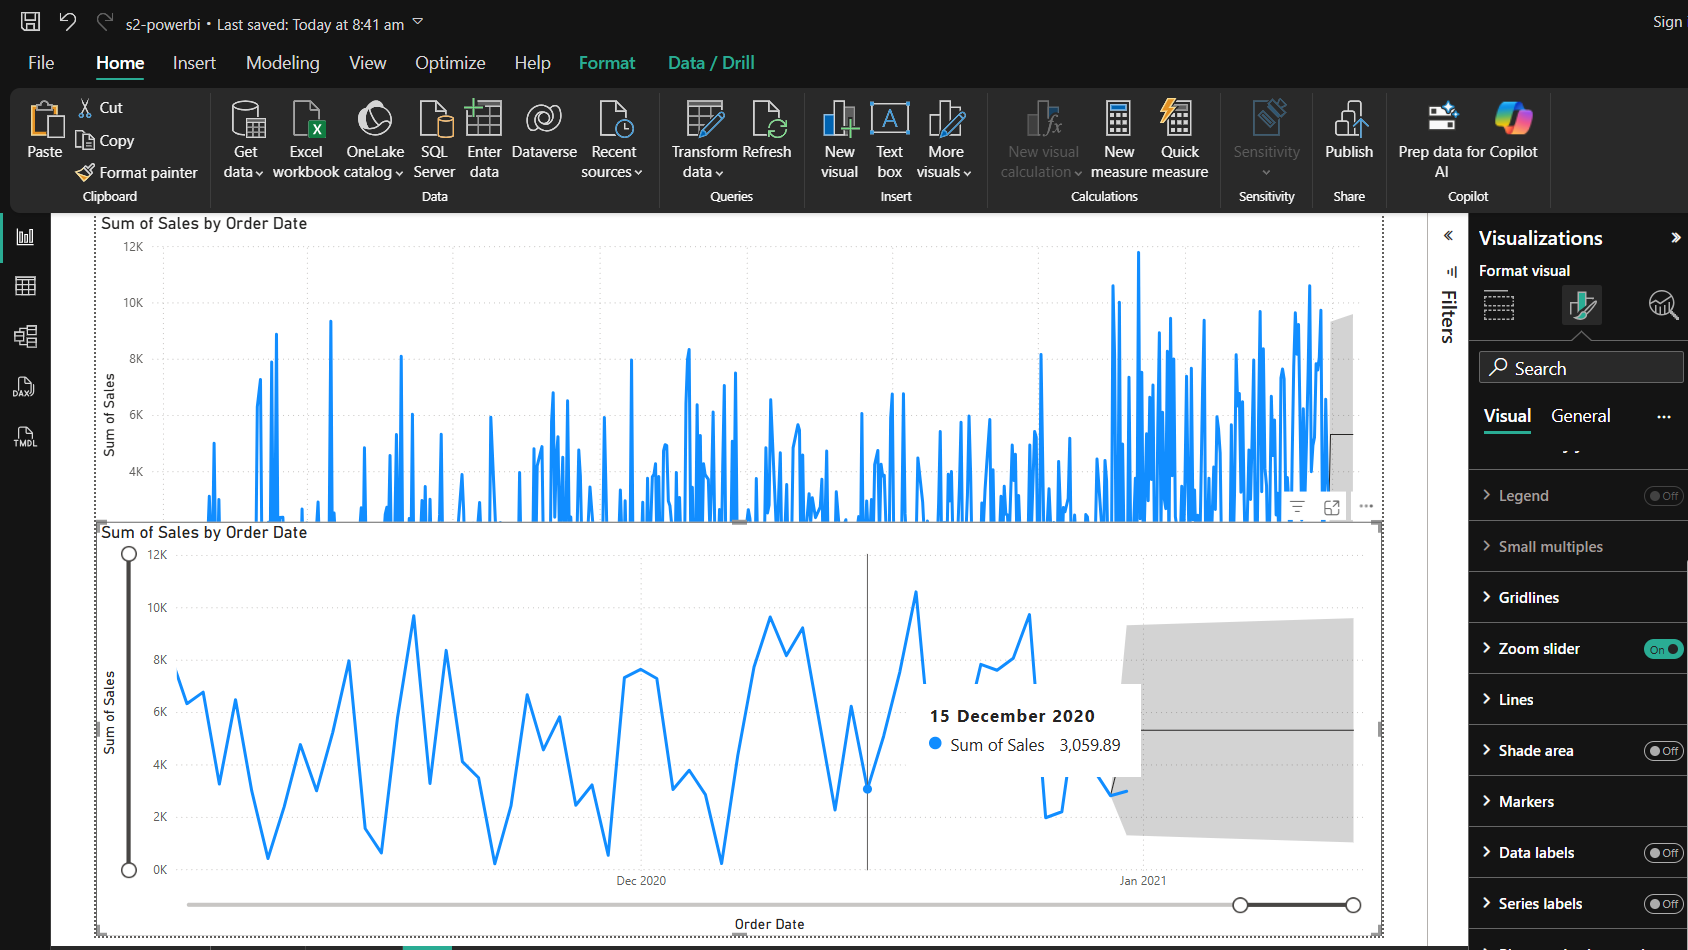 s2-powerbi • Last saved: Today at 8:41 am
Sign
File Home Insert Modeling View Optimize Help Format Data / Drill
Paste
Cut
Copy
Format painter
Clipboard
Get data
Excel workbook
OneLake catalog
SQL Server
Enter data
Dataverse
Recent sources
Data
Transform data
Refresh
Queries
New visual
Text box
More visuals
Insert
New visual calculation
New measure
Quick measure
Calculations
Sensitivity
Sensitivity
Publish
Share
Prep data for AI
Copilot
Copilot
DAX
TMDL
Sum of Sales by Order Date
12K
10K
8K
6K
4K
Sum of Sales
Sum of Sales by Order Date
12K
10K
8K
6K
4K
2K
0K
Sum of Sales
15 December 2020
Sum of Sales 3,059.89
Dec 2020
Jan 2021
Order Date
Filters
Visualizations
Format visual
Search
Visual General
Legend Off
Small multiples
Gridlines
Zoom slider On
Lines
Shade area Off
Markers
Data labels Off
Series labels Off